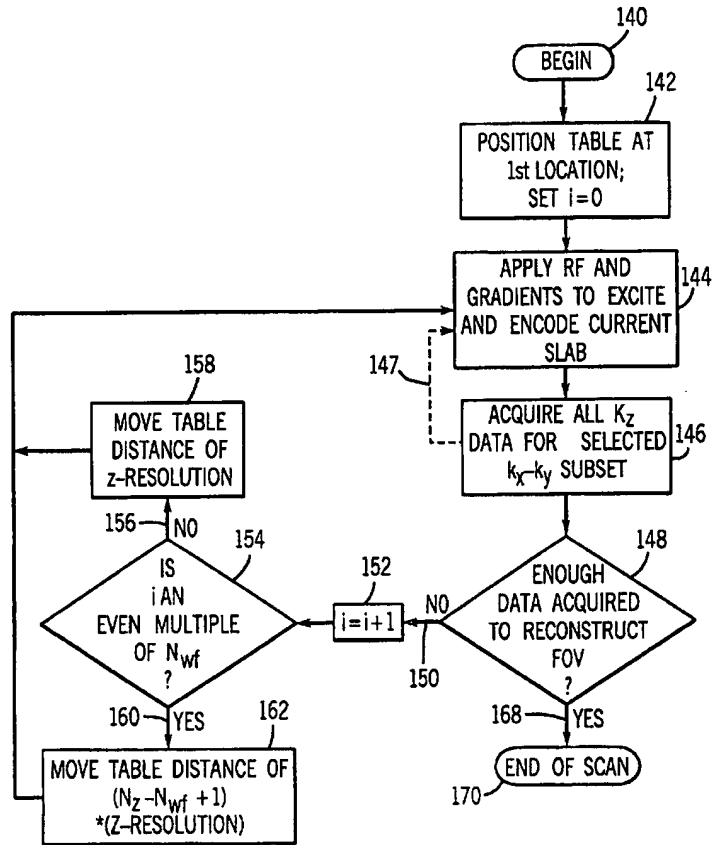 140
BEGIN
142
POSITION TABLE AT
1st LOCATION;
SET i=0
APPLY RF AND
GRADIENTS TO EXCITE
AND ENCODE CURRENT
SLAB
144
147
ACQUIRE ALL Kz
DATA FOR SELECTED
kx-ky SUBSET
146
148
ENOUGH
DATA ACQUIRED
TO RECONSTRUCT
FOV
?
NO
150
152
i=i+1
154
IS
i AN
EVEN MULTIPLE
OF Nwf
?
156
NO
158
MOVE TABLE
DISTANCE OF
z-RESOLUTION
160
YES
162
MOVE TABLE DISTANCE OF
(Nz-Nwf+1)
*(Z-RESOLUTION)
168
YES
END OF SCAN
170